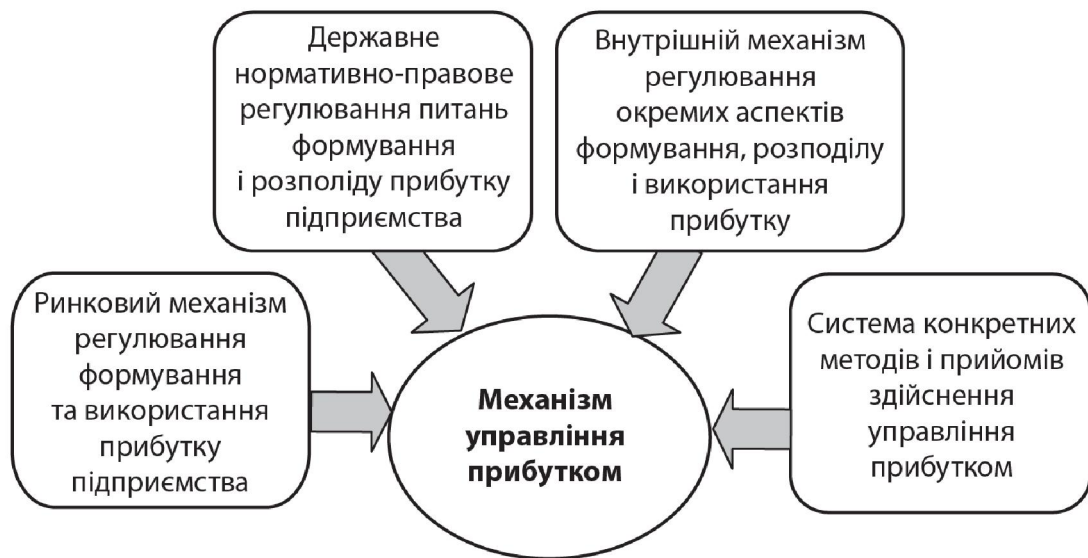 Державне
нормативно-правове
регулювання питань
формування
і розполіду прибутку
підприємства
Внутрішній механізм
регулювання
окремих аспектів
формування, розподілу
і використання
прибутку
Ринковий механізм
регулювання
формування
та використання
прибутку
підприємства
Механізм
управління
прибутком
Система конкретних
методів і прийомів
здійснення
управління
прибутком